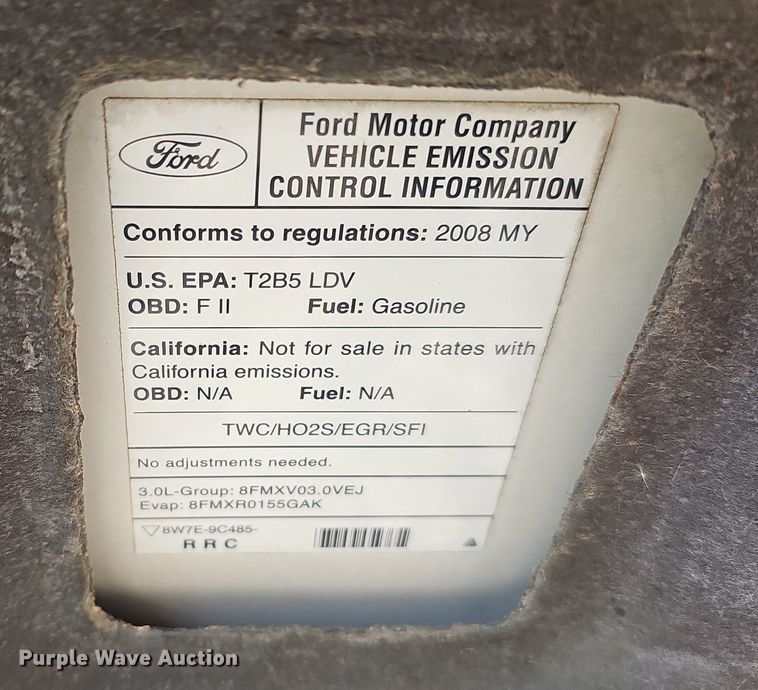 Ford
Ford Motor Company
VEHICLE EMISSION
CONTROL INFORMATION
Conforms to regulations: 2008 MY
U.S. EPA: T2B5 LDV
OBD: F II Fuel: Gasoline
California: Not for sale in states with
California emissions.
OBD: N/A Fuel: N/A
TWC/HO2S/EGR/SFI
No adjustments needed.
3.0L-Group: 8FMXV03.0VEJ
Evap: 8FMXR0155GAK
8W7E-9C485-
R R C
Purple Wave Auction